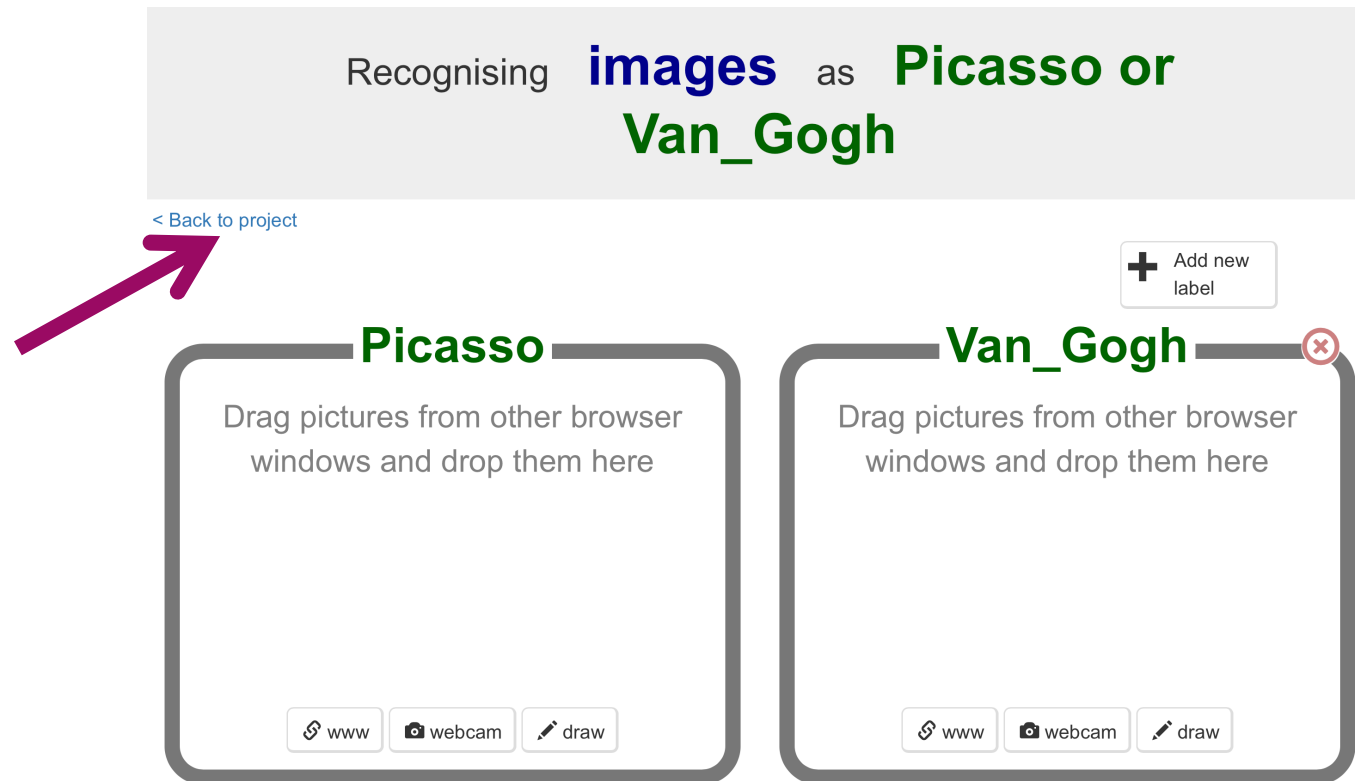 Recognising images as Picasso or
Van_Gogh
< Back to project
Add new
label
Picasso
Drag pictures from other browser
windows and drop them here
www webcam draw
Van_Gogh
Drag pictures from other browser
windows and drop them here
www webcam draw